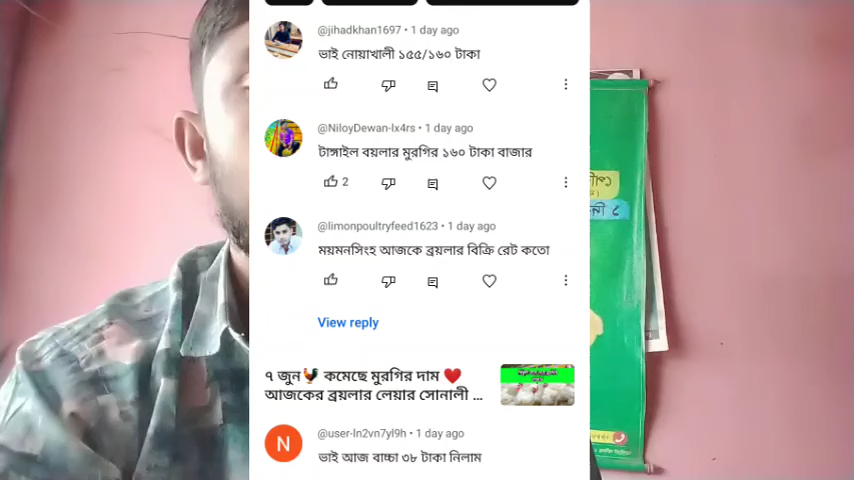 @jihadkhan1697 • 1 day ago
ভাই নোয়াখালী ১৫৫/১৬০ টাকা
@NiloyDewan-lx4rs • 1 day ago
টাঙ্গাইল বয়লার মুরগির ১৬০ টাকা বাজার
2
@limonpoultryfeed1623 • 1 day ago
ময়মনসিংহ আজকে ব্রয়লার বিক্রি রেট কতো
View reply
৭ জুন🐓 কমেছে মুরগির দাম ❤️
আজকের ব্রয়লার লেয়ার সোনালী ...
N
@user-ln2vn7yl9h • 1 day ago
ভাই আজ বাচ্চা ৩৮ টাকা নিলাম